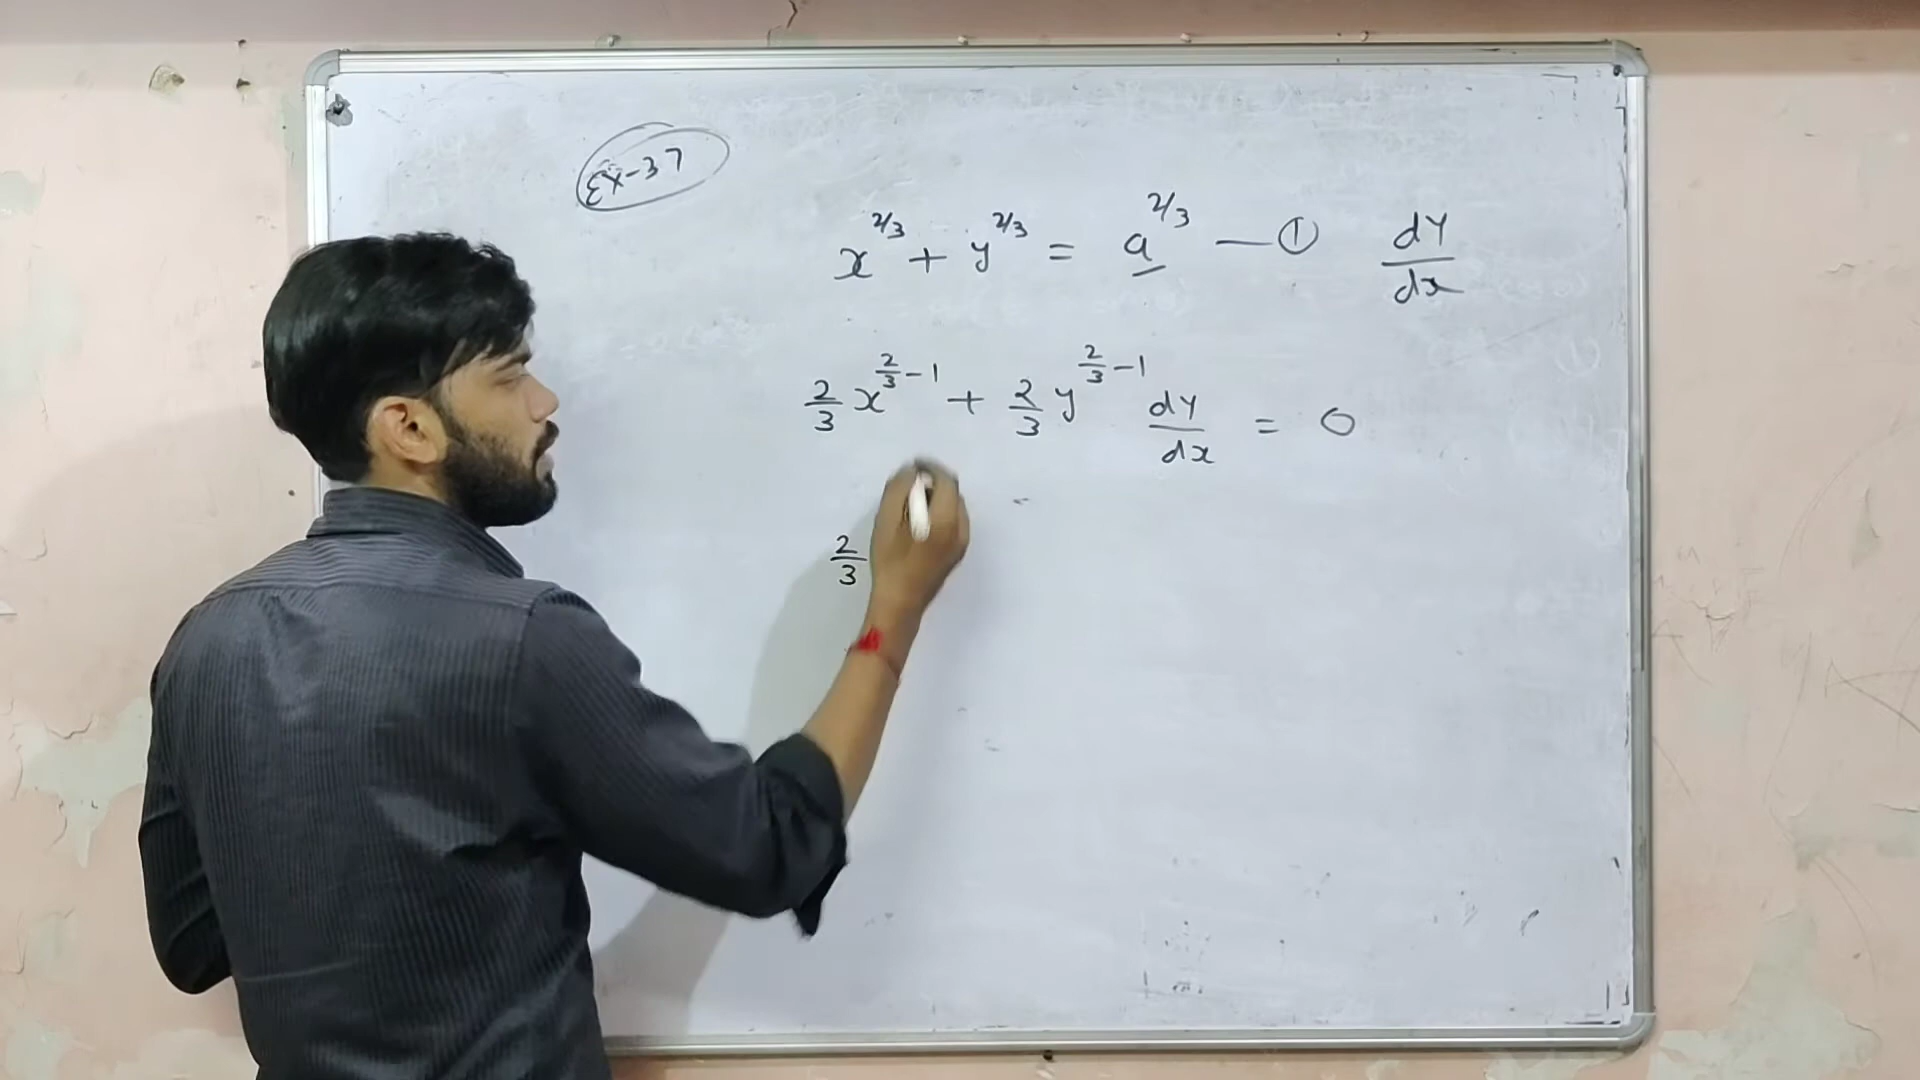 Ex-37
x^{2/3} + y^{2/3} = a^{2/3} — ① dy/dx
2/3 x^{2/3 - 1} + 2/3 y^{2/3 - 1} dy/dx = 0
2/3